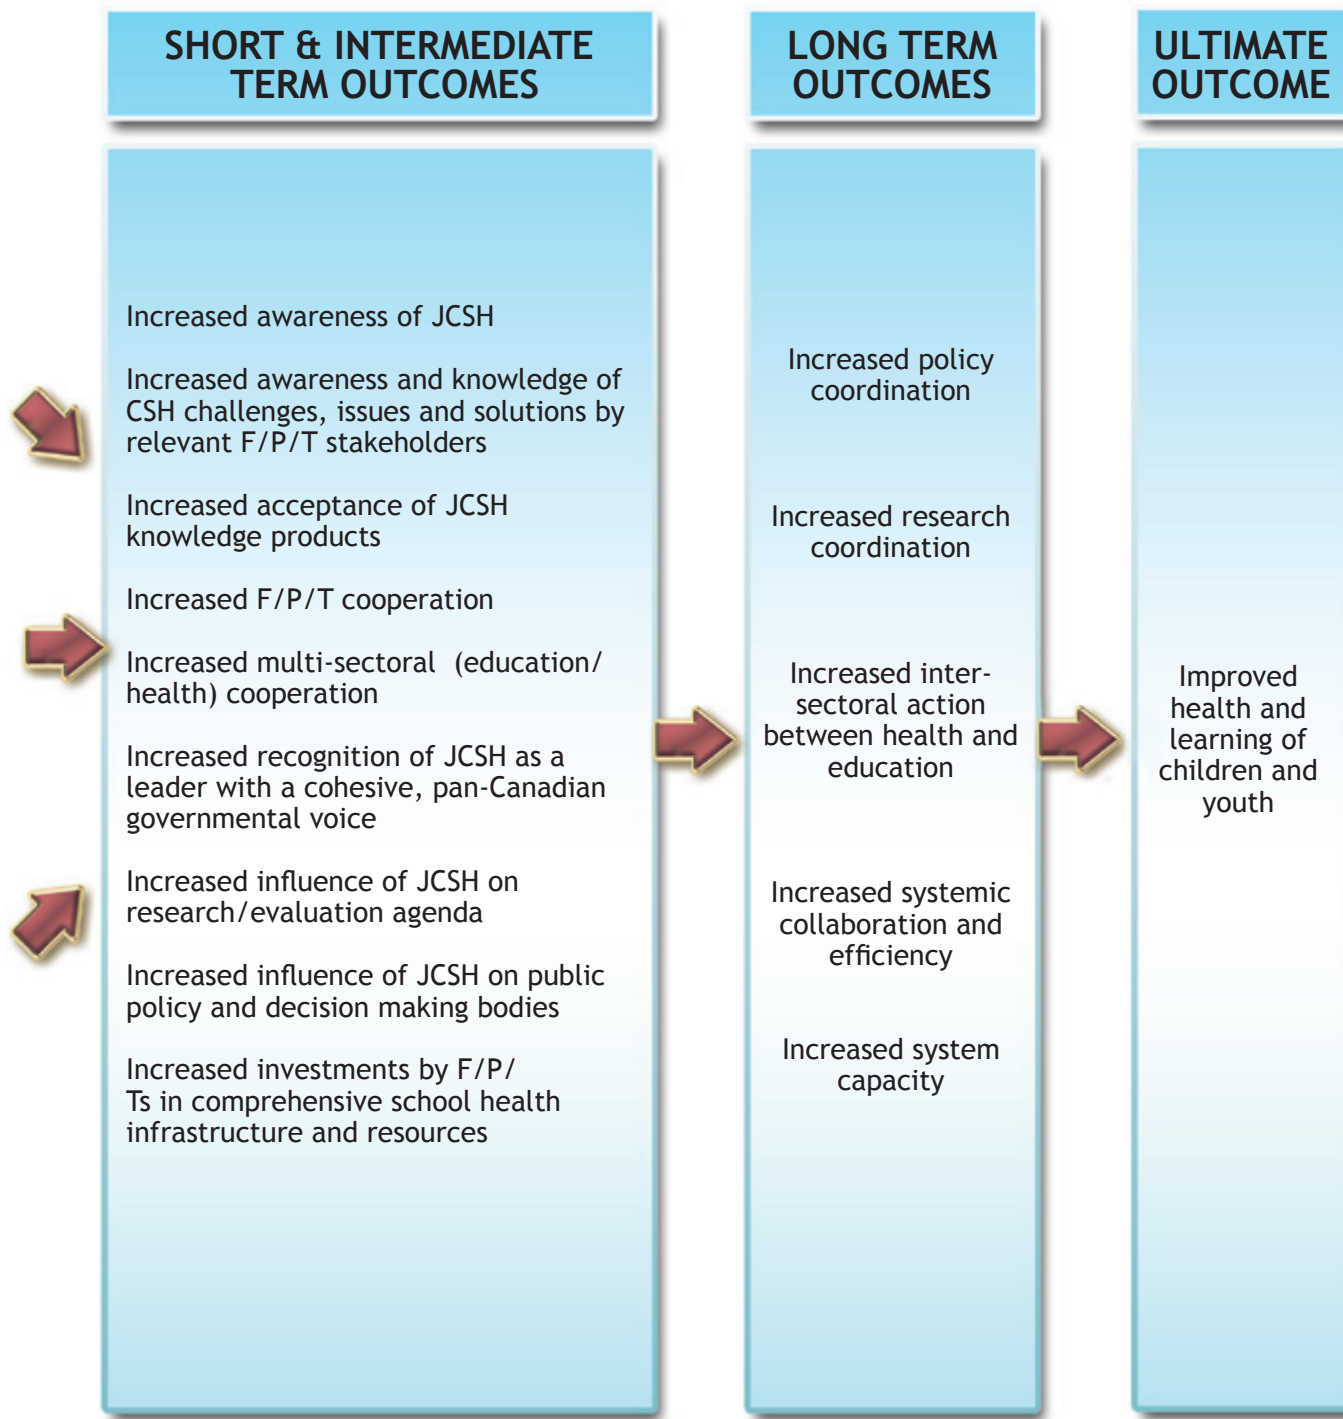 SHORT & INTERMEDIATE
TERM OUTCOMES
Increased awareness of JCSH
Increased awareness and knowledge of
CSH challenges, issues and solutions by
relevant F/P/T stakeholders
Increased acceptance of JCSH
knowledge products
Increased F/P/T cooperation
Increased multi-sectoral (education/
health) cooperation
Increased recognition of JCSH as a
leader with a cohesive, pan-Canadian
governmental voice
Increased influence of JCSH on
research/evaluation agenda
Increased influence of JCSH on public
policy and decision making bodies
Increased investments by F/P/
Ts in comprehensive school health
infrastructure and resources
LONG TERM
OUTCOMES
Increased policy
coordination
Increased research
coordination
Increased inter-
sectoral action
between health and
education
Increased systemic
collaboration and
efficiency
Increased system
capacity
ULTIMATE
OUTCOME
Improved
health and
learning of
children and
youth